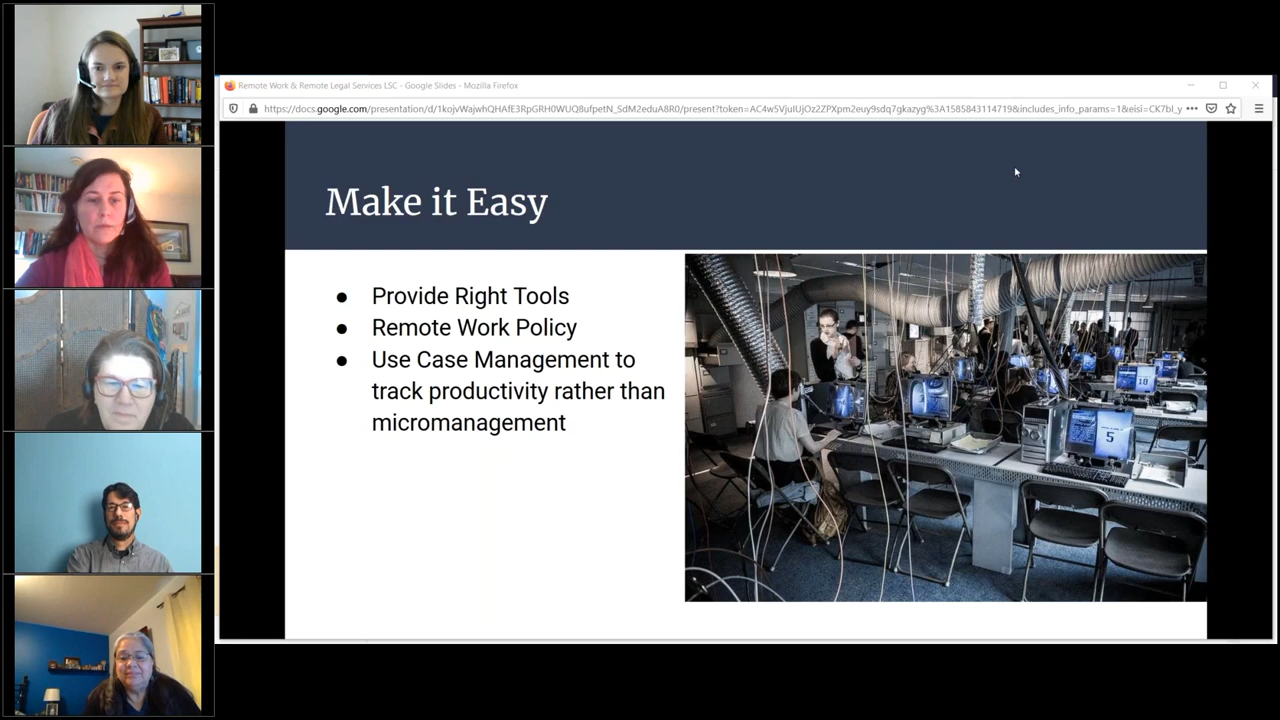 Remote Work & Remote Legal Services LSC - Google Slides - Mozilla Firefox
https://docs.google.com/presentation/d/1kojvWajwhQHAfE3RpGRH0WUQ8ufpetN_SdM2eduA8R0/present?token=AC4w5VjuIUjOz2ZPXpm2euy9sdq7gkazyg%3A1585843114719&includes_info_params=1&eisi=CK7bI_y
Make it Easy
● Provide Right Tools
● Remote Work Policy
● Use Case Management to
track productivity rather than
micromanagement
10
5